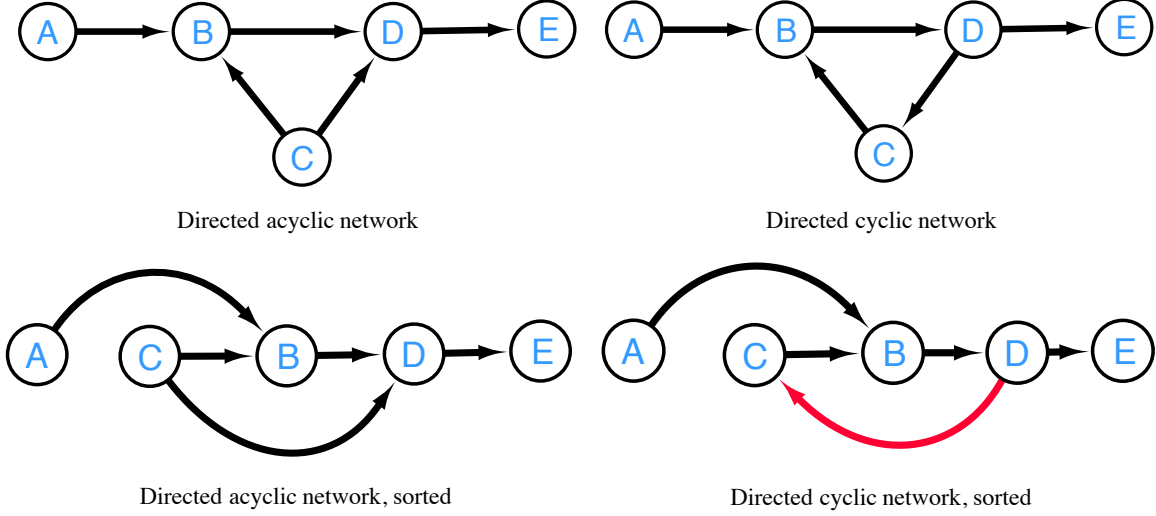 A B D E
C
Directed acyclic network
A B D E
C
Directed cyclic network
A C B D E
Directed acyclic network, sorted
A C B D E
Directed cyclic network, sorted